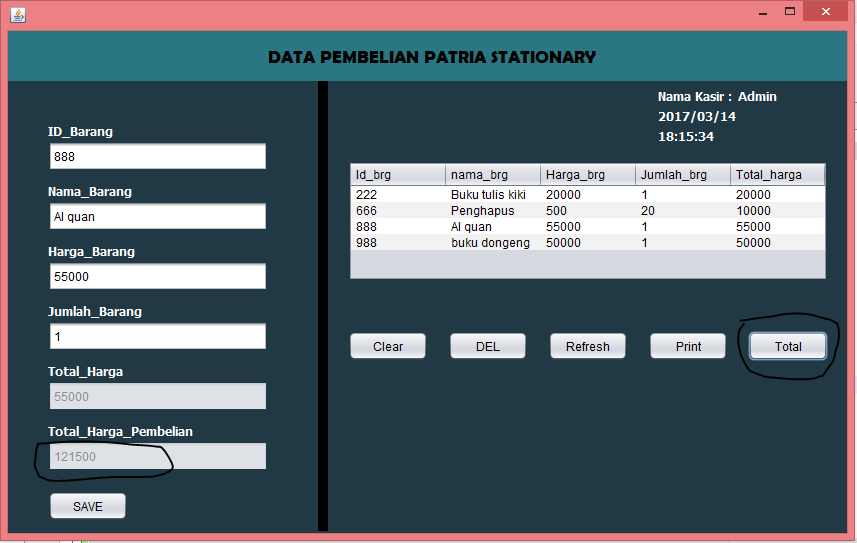 DATA PEMBELIAN PATRIA STATIONARY
Nama Kasir : Admin
2017/03/14
18:15:34
ID_Barang
888
Nama_Barang
Al quan
Harga_Barang
55000
Jumlah_Barang
1
Total_Harga
55000
Total_Harga_Pembelian
121500
SAVE
Id_brg nama_brg Harga_brg Jumlah_brg Total_harga
222 Buku tulis kiki 20000 1 20000
666 Penghapus 500 20 10000
888 Al quan 55000 1 55000
988 buku dongeng 50000 1 50000
Clear DEL Refresh Print Total